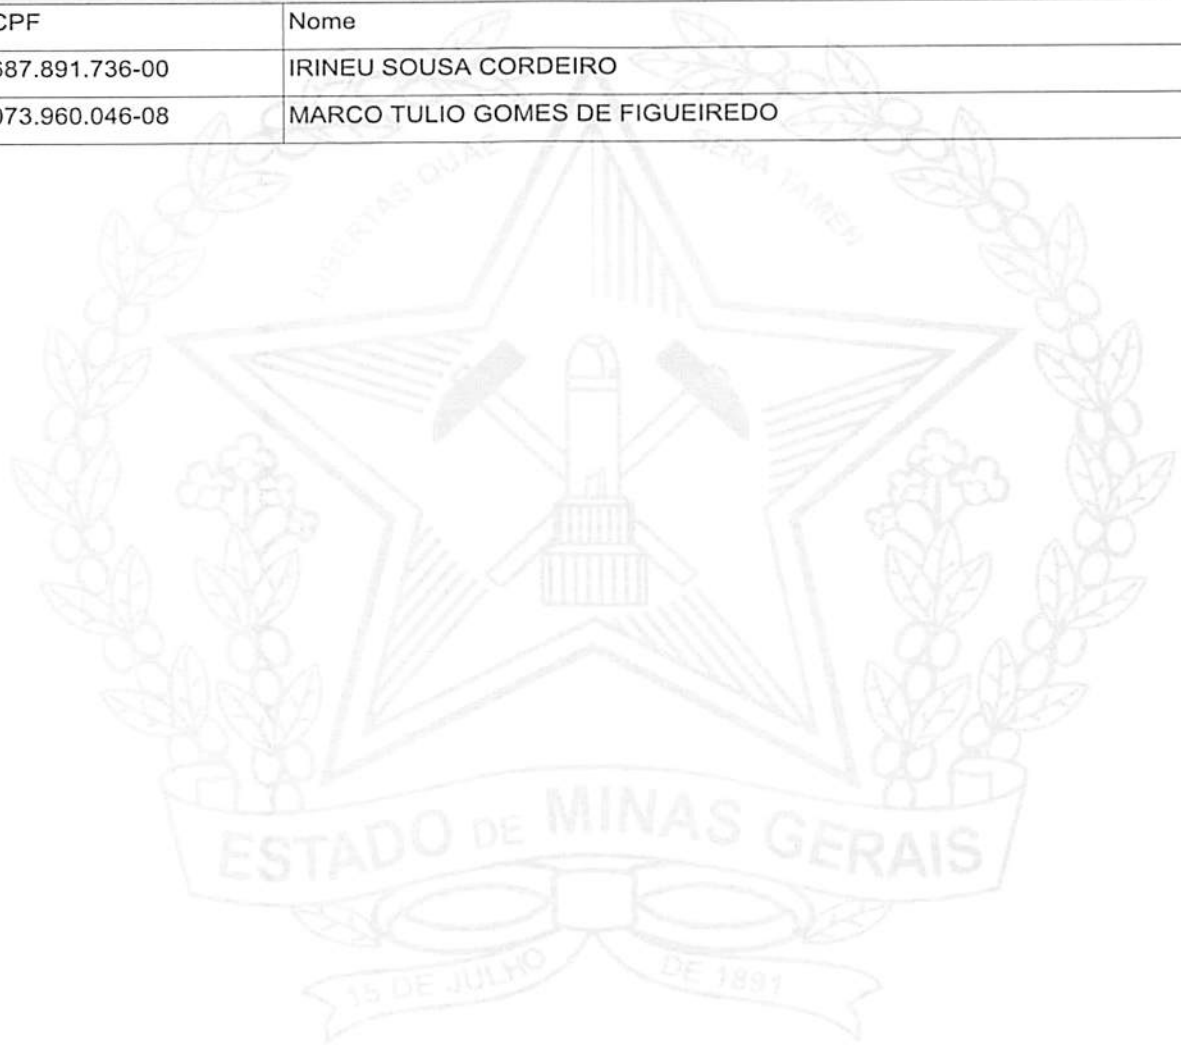 CPF Nome
687.891.736-00 IRINEU SOUSA CORDEIRO
073.960.046-08 MARCO TULIO GOMES DE FIGUEIREDO
LIBERTAS QUAE SERA TAMEN
ESTADO DE MINAS GERAIS
15 DE JULHO DE 1891